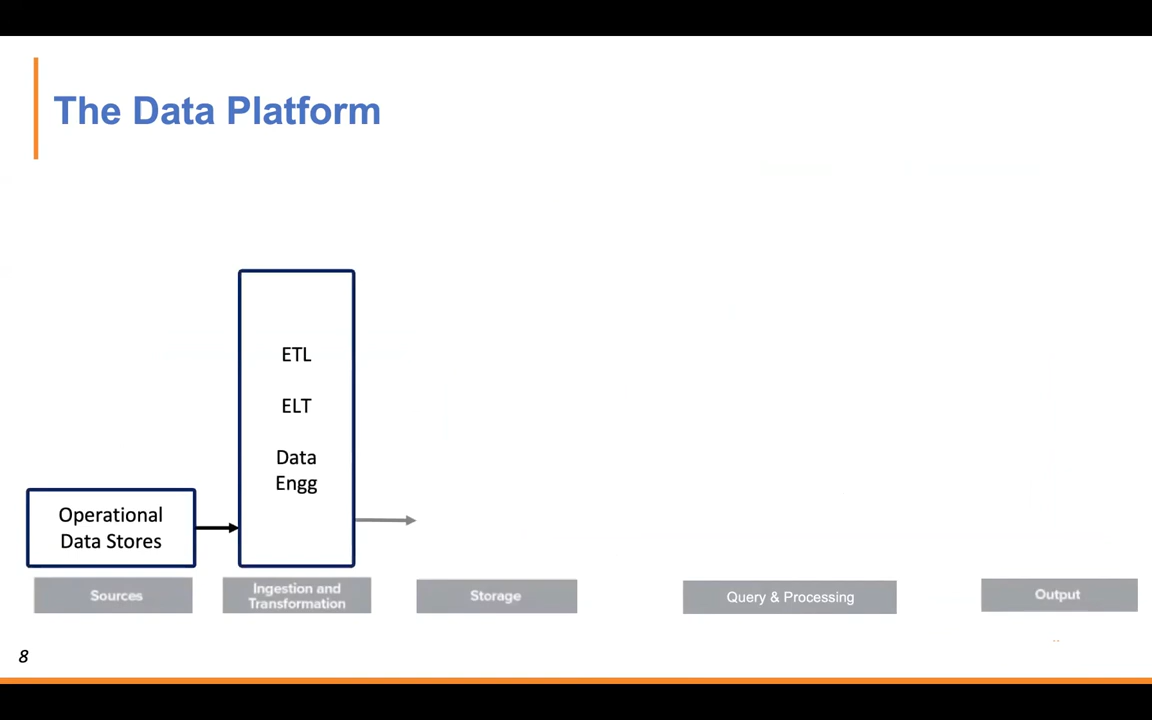 The Data Platform
ETL
ELT
Data
Engg
Operational
Data Stores
Sources
Ingestion and
Transformation
Storage
Query & Processing
Output
8